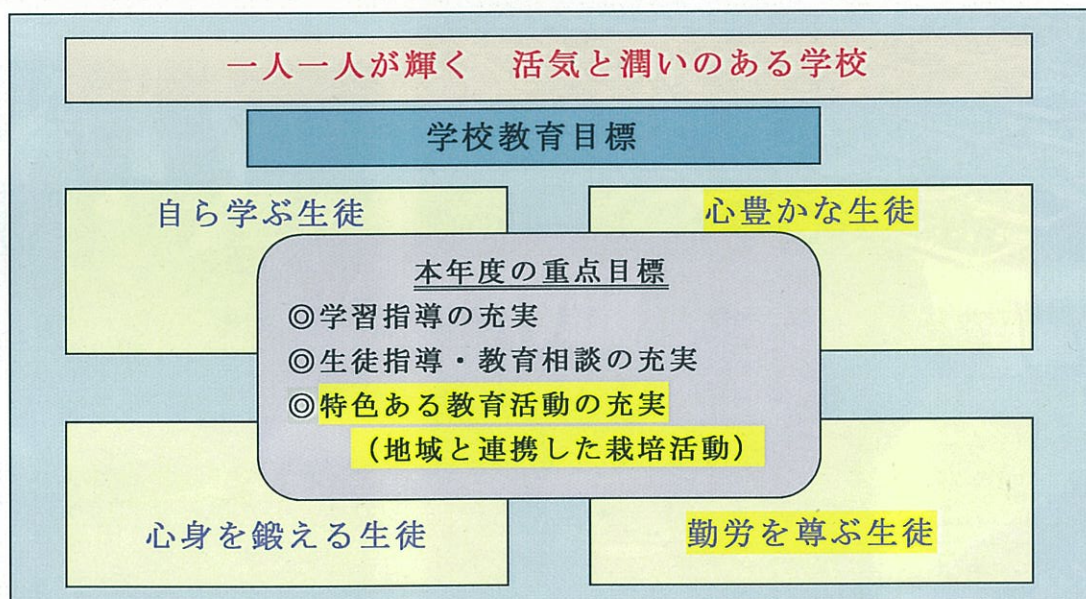 一人一人が輝く　活気と潤いのある学校
学校教育目標
自ら学ぶ生徒
心豊かな生徒
本年度の重点目標
◎学習指導の充実
◎生徒指導・教育相談の充実
◎特色ある教育活動の充実
（地域と連携した栽培活動）
心身を鍛える生徒
勤労を尊ぶ生徒